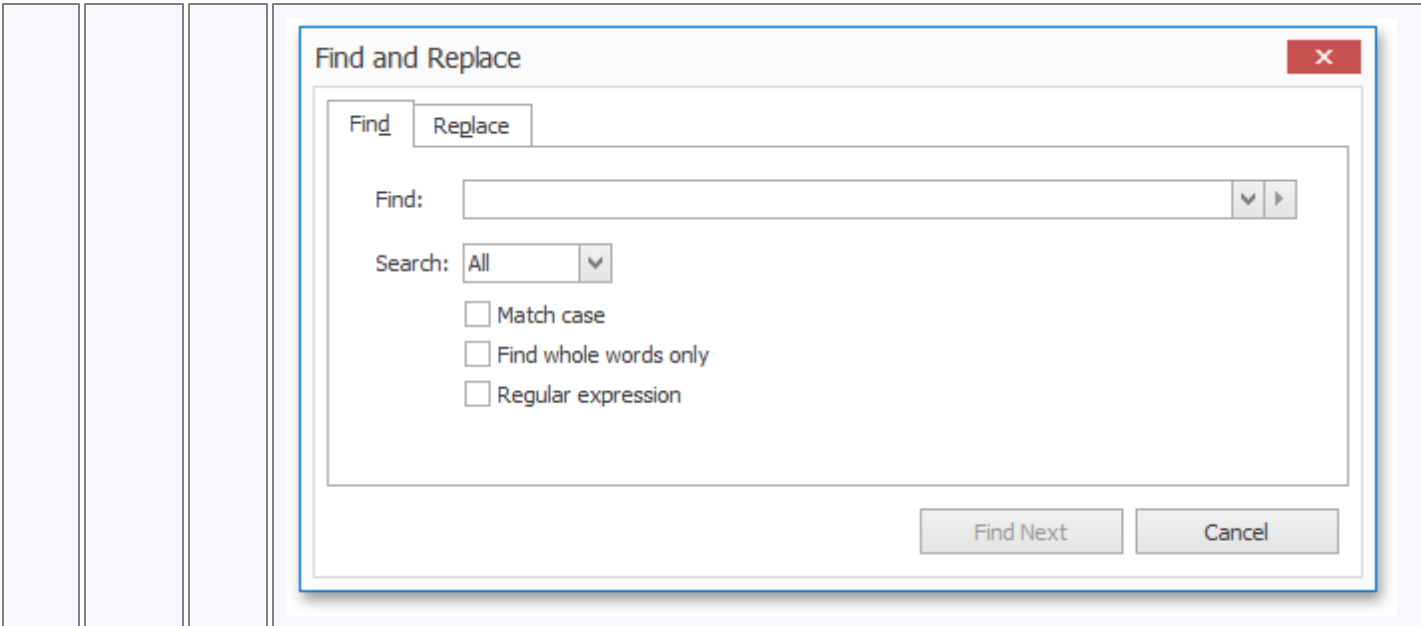 Find and Replace
Find Replace
Find:
Search: All
Match case
Find whole words only
Regular expression
Find Next Cancel